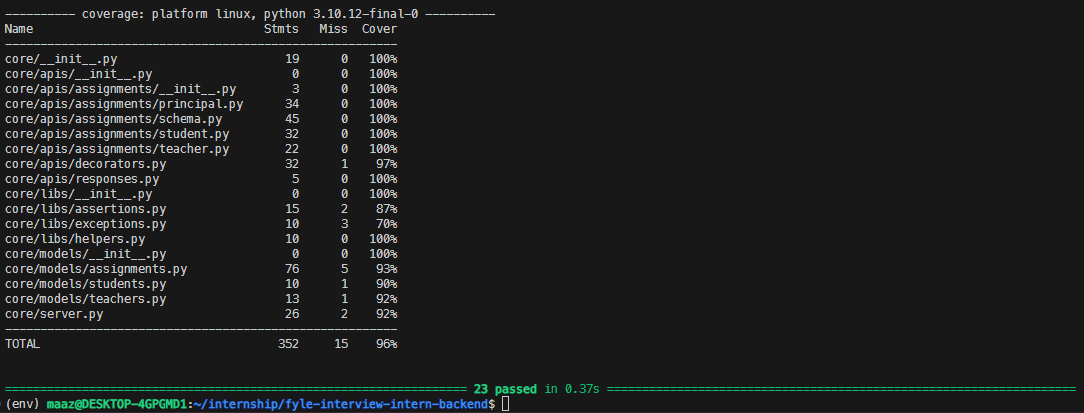 ---------- coverage: platform linux, python 3.10.12-final-0 ----------
Name                                    Stmts   Miss  Cover
-----------------------------------------------------------
core/__init__.py                           19      0   100%
core/apis/__init__.py                       0      0   100%
core/apis/assignments/__init__.py           3      0   100%
core/apis/assignments/principal.py         34      0   100%
core/apis/assignments/schema.py            45      0   100%
core/apis/assignments/student.py           32      0   100%
core/apis/assignments/teacher.py           22      0   100%
core/apis/decorators.py                    32      1    97%
core/apis/responses.py                      5      0   100%
core/libs/__init__.py                       0      0   100%
core/libs/assertions.py                    15      2    87%
core/libs/exceptions.py                    10      3    70%
core/libs/helpers.py                       10      0   100%
core/models/__init__.py                     0      0   100%
core/models/assignments.py                 76      5    93%
core/models/students.py                    10      1    90%
core/models/teachers.py                    13      1    92%
core/server.py                             26      2    92%
-----------------------------------------------------------
TOTAL                                     352     15    96%
============================== 23 passed in 0.37s ==============================
(env) maaz@DESKTOP-4GPGMD1:~/internship/fyle-interview-intern-backend$